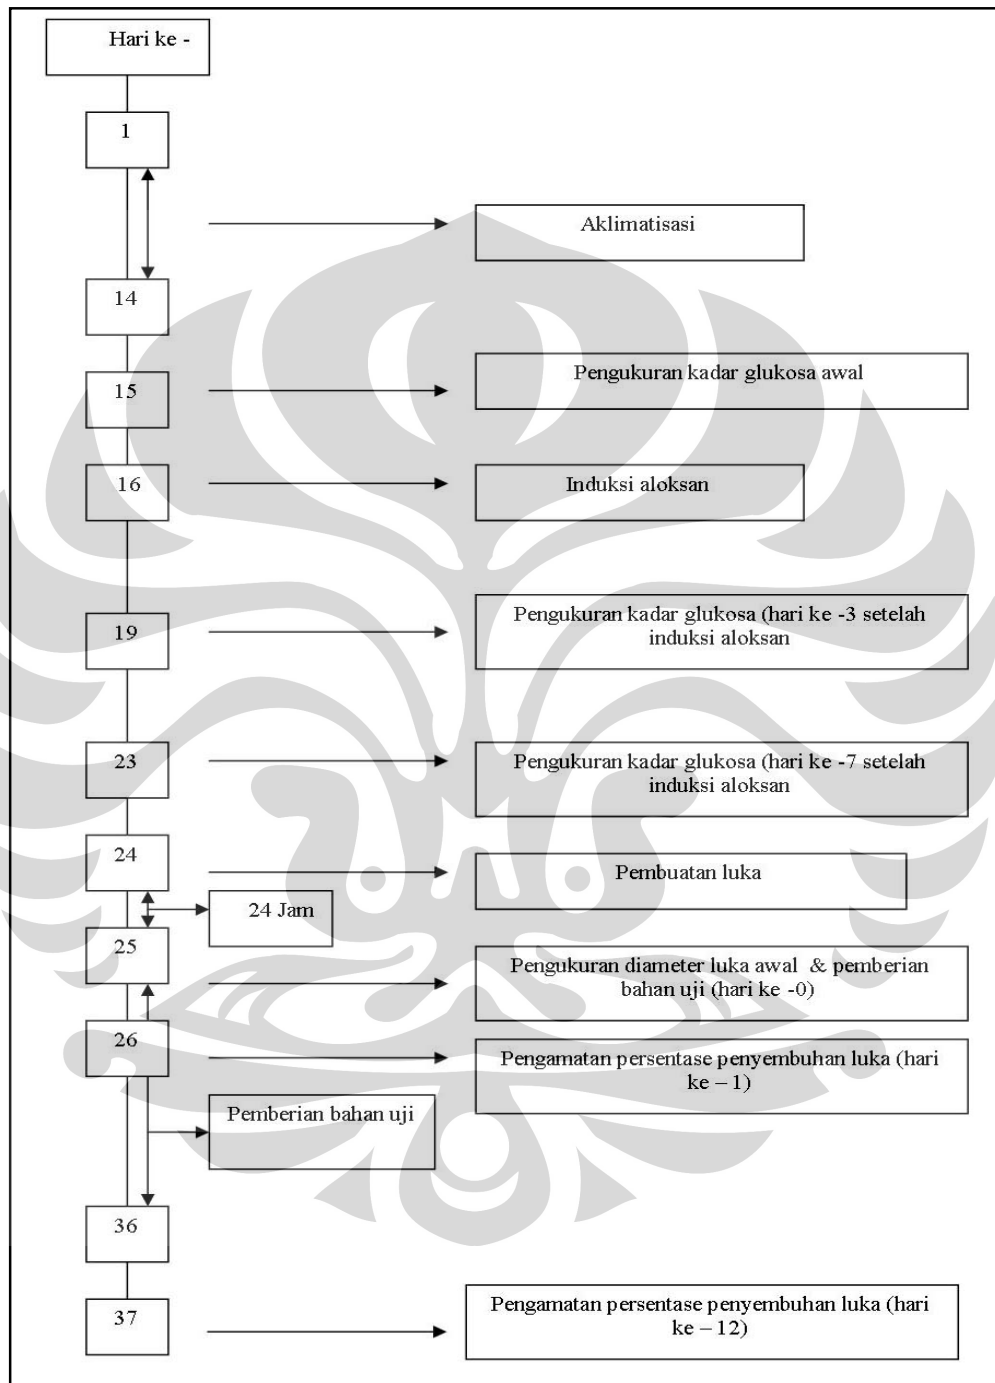 Hari ke -
1
Aklimatisasi
14
15
Pengukuran kadar glukosa awal
16
Induksi aloksan
19
Pengukuran kadar glukosa (hari ke -3 setelah
induksi aloksan
23
Pengukuran kadar glukosa (hari ke -7 setelah
induksi aloksan
24
Pembuatan luka
24 Jam
25
Pengukuran diameter luka awal & pemberian
bahan uji (hari ke -0)
26
Pengamatan persentase penyembuhan luka (hari
ke – 1)
Pemberian bahan uji
36
37
Pengamatan persentase penyembuhan luka (hari
ke – 12)